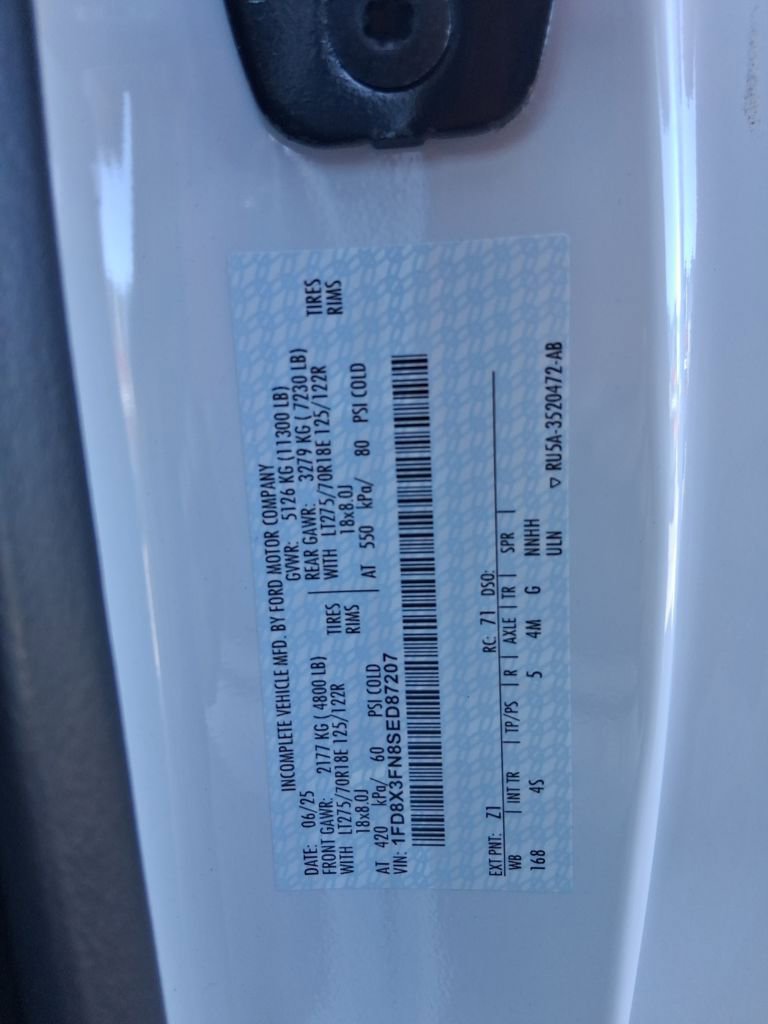 INCOMPLETE VEHICLE MFD. BY FORD MOTOR COMPANY
DATE: 06/25 GVWR: 5126 KG (11300 LB)
FRONT GAWR: 2177 KG ( 4800 LB) REAR GAWR: 3279 KG ( 7230 LB)
WITH LT275/70R18E 125/122R TIRES WITH LT275/70R18E 125/122R TIRES
18x8.0J RIMS 18x8.0J RIMS
AT 420 kPa/ 60 PSI COLD AT 550 kPa/ 80 PSI COLD
VIN: 1FD8X3FN8SED87207
EXT PNT: Z1 RC: 71 DSO:
WB INT TR TP/PS R AXLE TR SPR
168 4S 5 4M G NNHH
ULN
▽ RU5A-3520472-AB